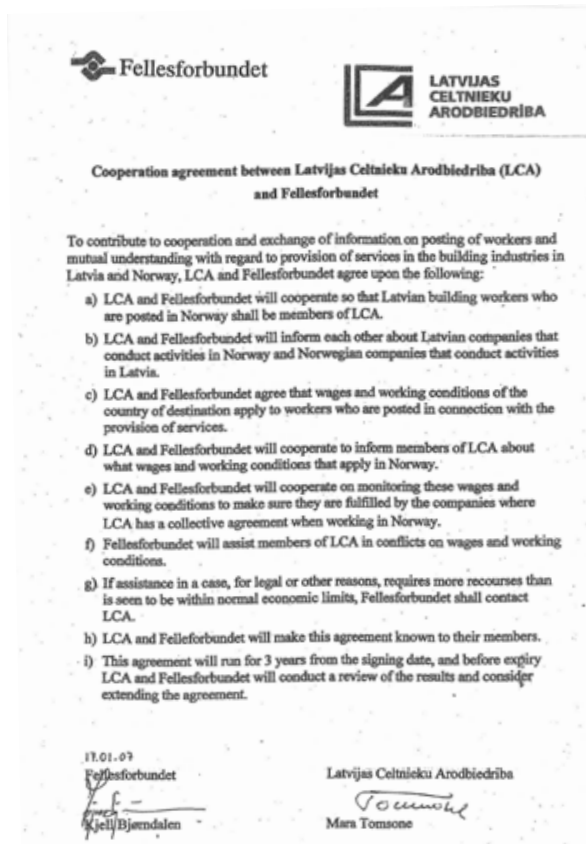 Fellesforbundet
LATVIJAS
CELTNIEKU
ARODBIEDRĪBA
Cooperation agreement between Latvijas Celtnieku Arodbiedriba (LCA)
and Fellesforbundet
To contribute to cooperation and exchange of information on posting of workers and
mutual understanding with regard to provision of services in the building industries in
Latvia and Norway, LCA and Fellesforbundet agree upon the following:
a) LCA and Fellesforbundet will cooperate so that Latvian building workers who
are posted in Norway shall be members of LCA.
b) LCA and Fellesforbundet will inform each other about Latvian companies that
conduct activities in Norway and Norwegian companies that conduct activities
in Latvia.
c) LCA and Fellesforbundet agree that wages and working conditions of the
country of destination apply to workers who are posted in connection with the
provision of services.
d) LCA and Fellesforbundet will cooperate to inform members of LCA about
what wages and working conditions that apply in Norway.
e) LCA and Fellesforbundet will cooperate on monitoring these wages and
working conditions to make sure they are fulfilled by the companies where
LCA has a collective agreement when working in Norway.
f) Fellesforbundet will assist members of LCA in conflicts on wages and working
conditions.
g) If assistance in a case, for legal or other reasons, requires more recourses than
is seen to be within normal economic limits, Fellesforbundet shall contact
LCA.
h) LCA and Felleforbundet will make this agreement known to their members.
i) This agreement will run for 3 years from the signing date, and before expiry
LCA and Fellesforbundet will conduct a review of the results and consider
extending the agreement.
17.01.07
Fellesforbundet
Latvijas Celtnieku Arodbiedriba
Tomsone
Kjell Bjørndalen
Mara Tomsone